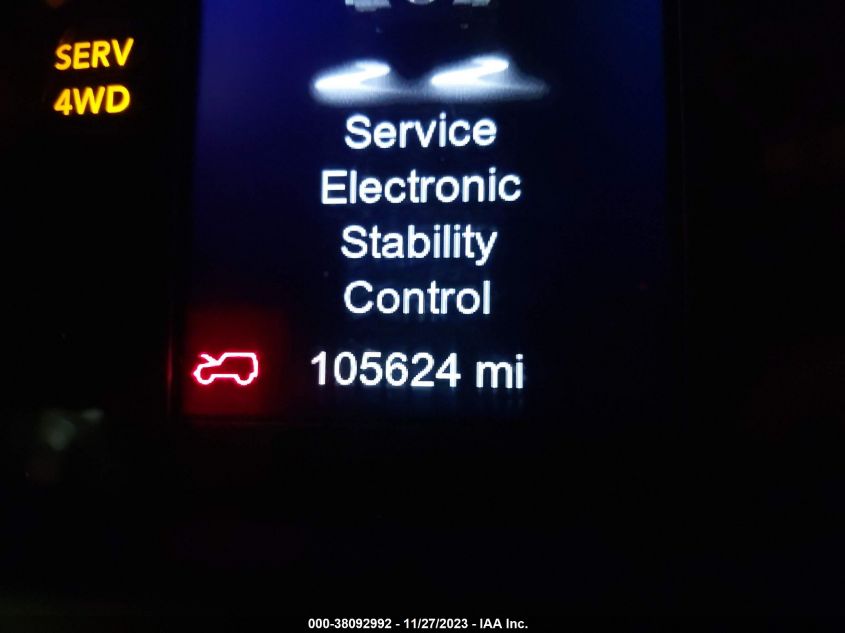 SERV
4WD
Service
Electronic
Stability
Control
105624 mi
000-38092992 - 11/27/2023 - IAA Inc.